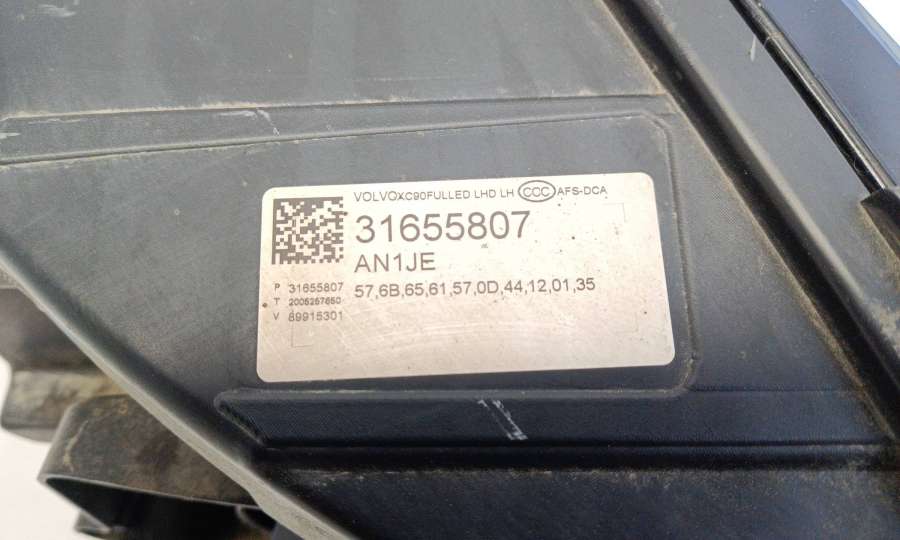 VOLVOXC90FULLED LHD LH CCC AFS-DCA
31655807
AN1JE
57,6B,65,61,57,0D,44,12,01,35
P 31655807
T 2005257650
V 89915301